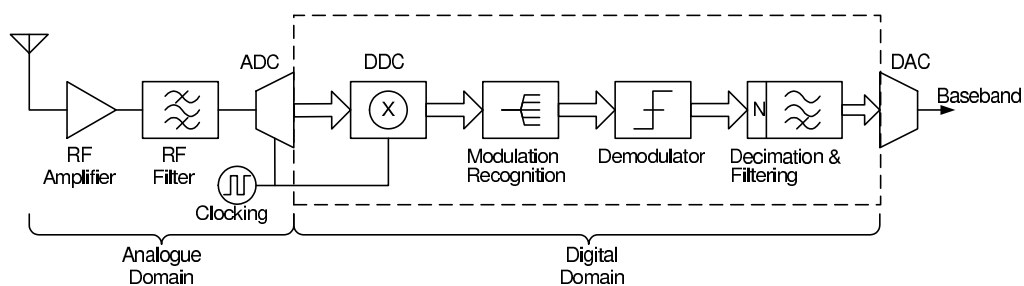 ADC
DDC
DAC
X
N
Baseband
RF
Amplifier
RF
Filter
Modulation
Recognition
Demodulator
Decimation &
Filtering
Clocking
Analogue
Domain
Digital
Domain